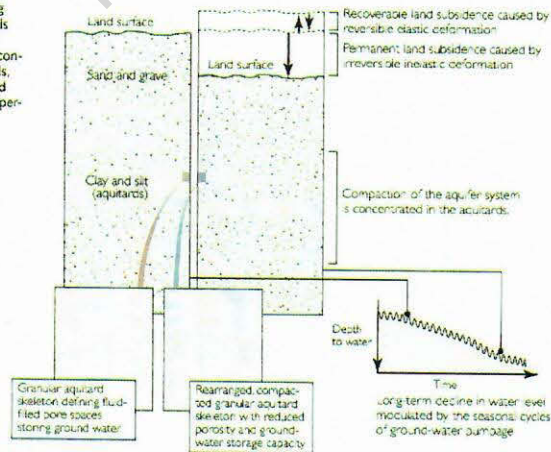 is
con-
s,
d
per-
Land surface
Sand and grave
Clay and silt
(aquitards)
Land surface
Recoverable land subsidence caused by
reversible elastic deformation
Permanent land subsidence caused by
irreversible inelastic deformation
Compaction of the aquifer system
is concentrated in the aquitards.
Granular aquitard
skeleton defining fluid-
filled pore spaces
storing ground water
Rearranged, compac-
ted granular aquitard
skeleton with reduced
porosity and ground-
water storage capacity
Depth
to water
Time
Long-term decline in water level
modulated by the seasonal cycles
of ground-water pumpage